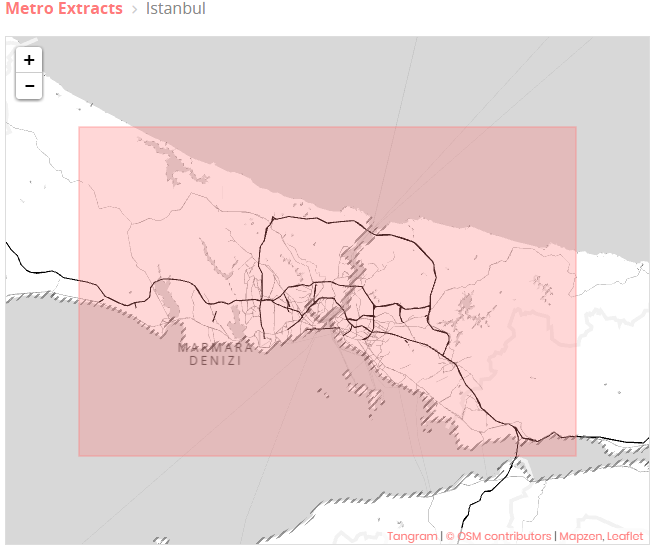 Metro Extracts > Istanbul
+
−
MARMARA
DENIZI
Tangram | © OSM contributors | Mapzen, Leaflet